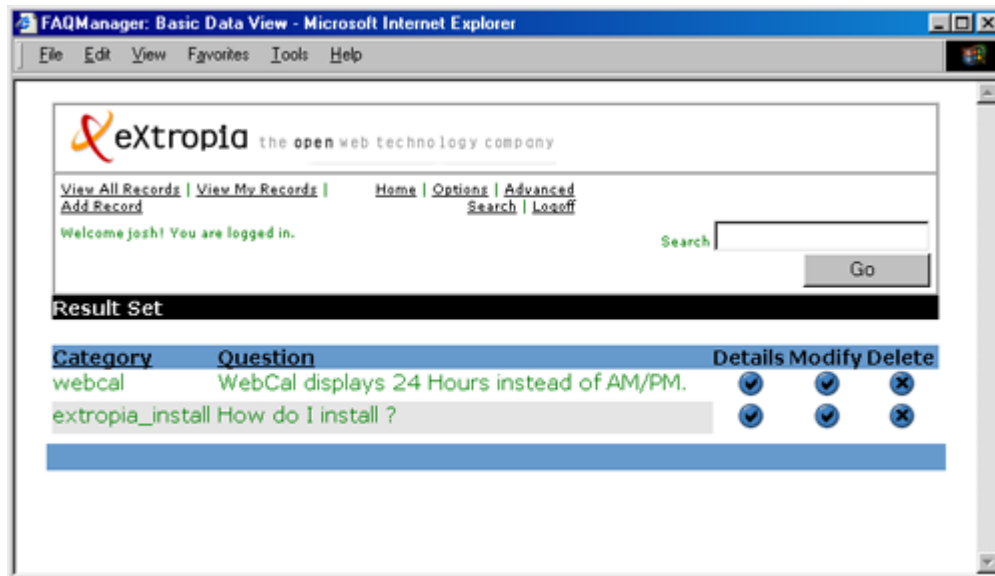 FAQManager: Basic Data View - Microsoft Internet Explorer
File Edit View Favorites Tools Help
eXtropia the open web technology company
View All Records | View My Records | Home | Options | Advanced
Add Record Search | Logoff
Welcome josh! You are logged in.
Search
Go
Result Set
Category Question Details Modify Delete
webcal WebCal displays 24 Hours instead of AM/PM.
extropia_install How do I install ?